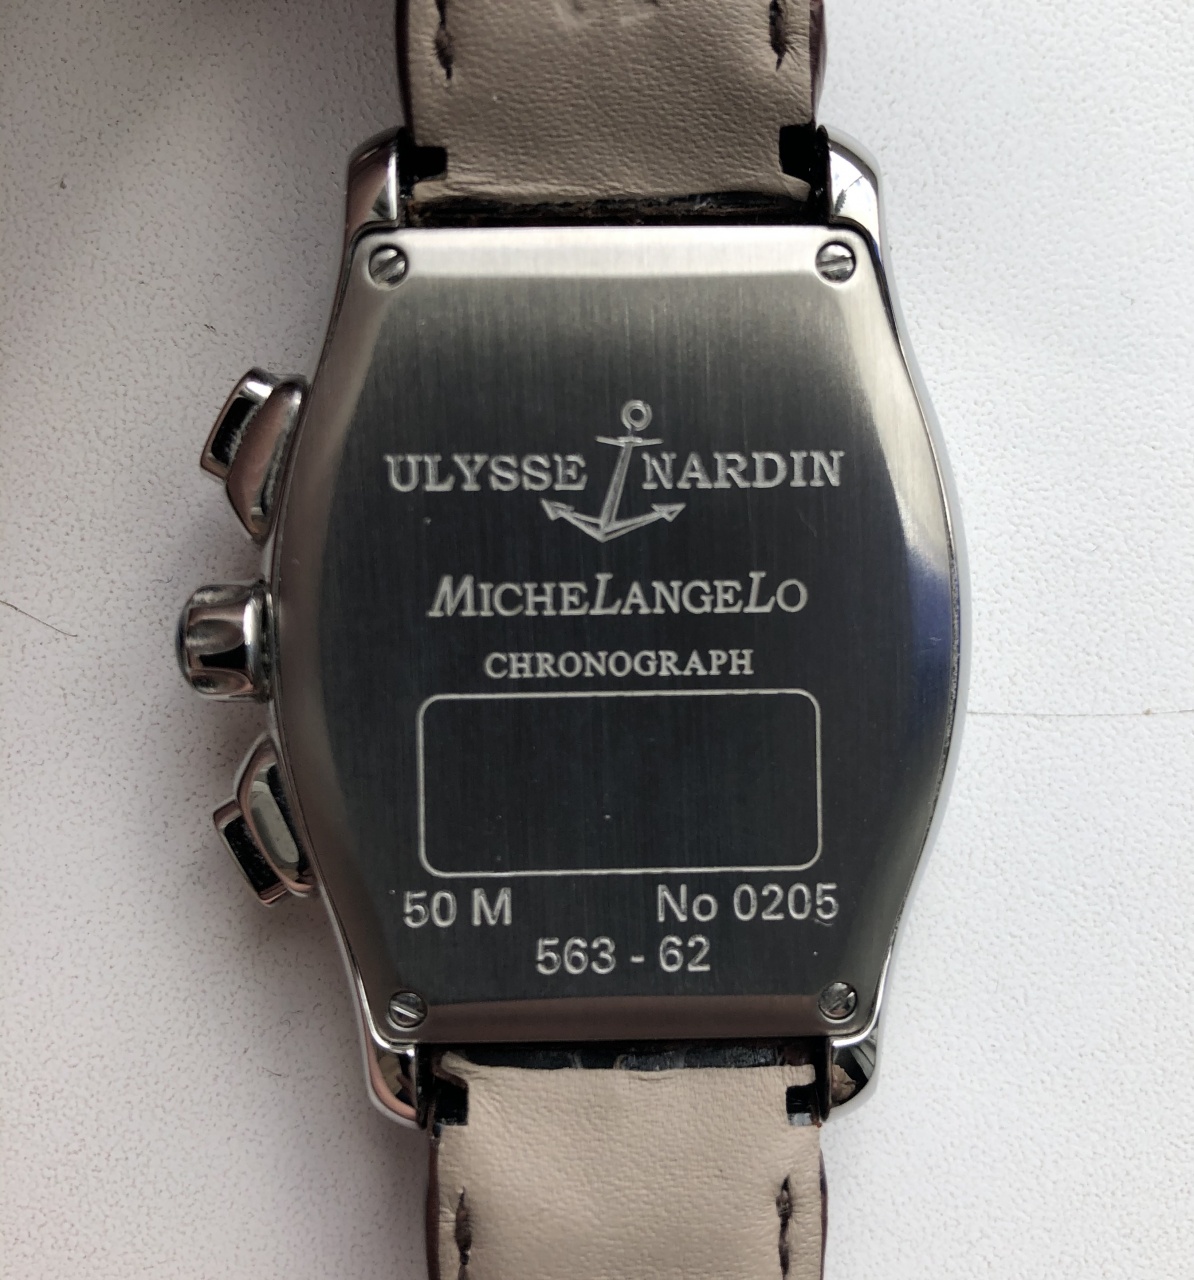 ULYSSE NARDIN
MICHELANGELO
CHRONOGRAPH
50 M No 0205
563 - 62